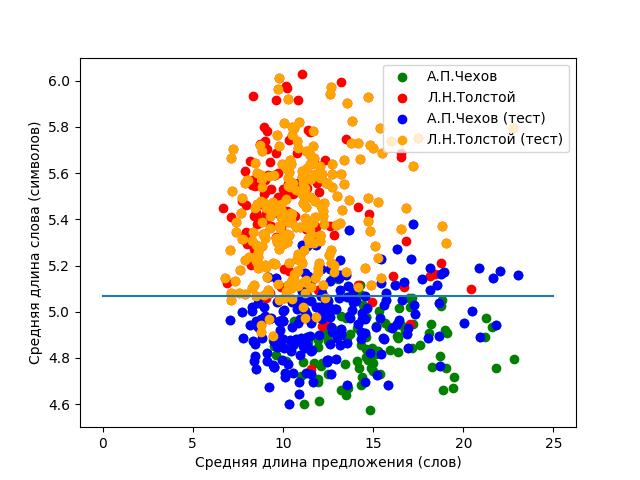 6.0
5.8
5.6
5.4
5.2
5.0
4.8
4.6
Средняя длина слова (символов)
А.П.Чехов
Л.Н.Толстой
А.П.Чехов (тест)
Л.Н.Толстой (тест)
0 5 10 15 20 25
Средняя длина предложения (слов)